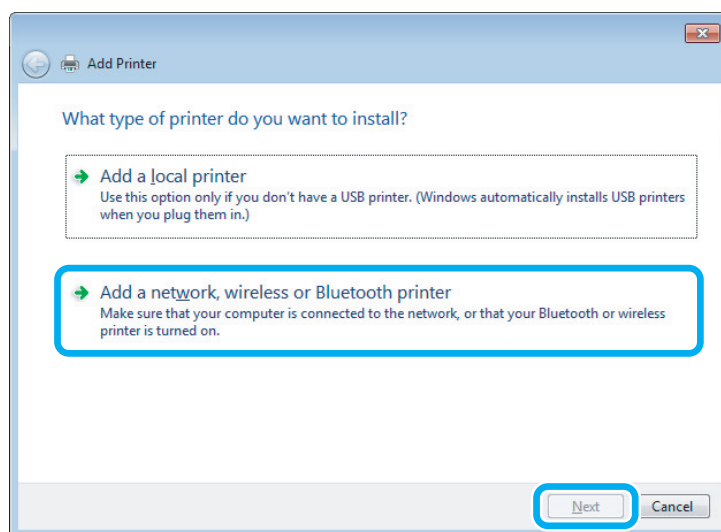 Add Printer
What type of printer do you want to install?
Add a local printer
Use this option only if you don't have a USB printer. (Windows automatically installs USB printers
when you plug them in.)
Add a network, wireless or Bluetooth printer
Make sure that your computer is connected to the network, or that your Bluetooth or wireless
printer is turned on.
Next Cancel